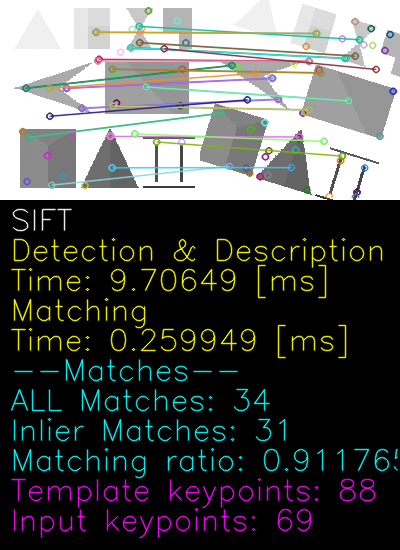 SIFT
Detection & Description
Time: 9.70649 [ms]
Matching
Time: 0.259949 [ms]
--Matches--
ALL Matches: 34
Inlier Matches: 31
Matching ratio: 0.911765
Template keypoints: 88
Input keypoints: 69